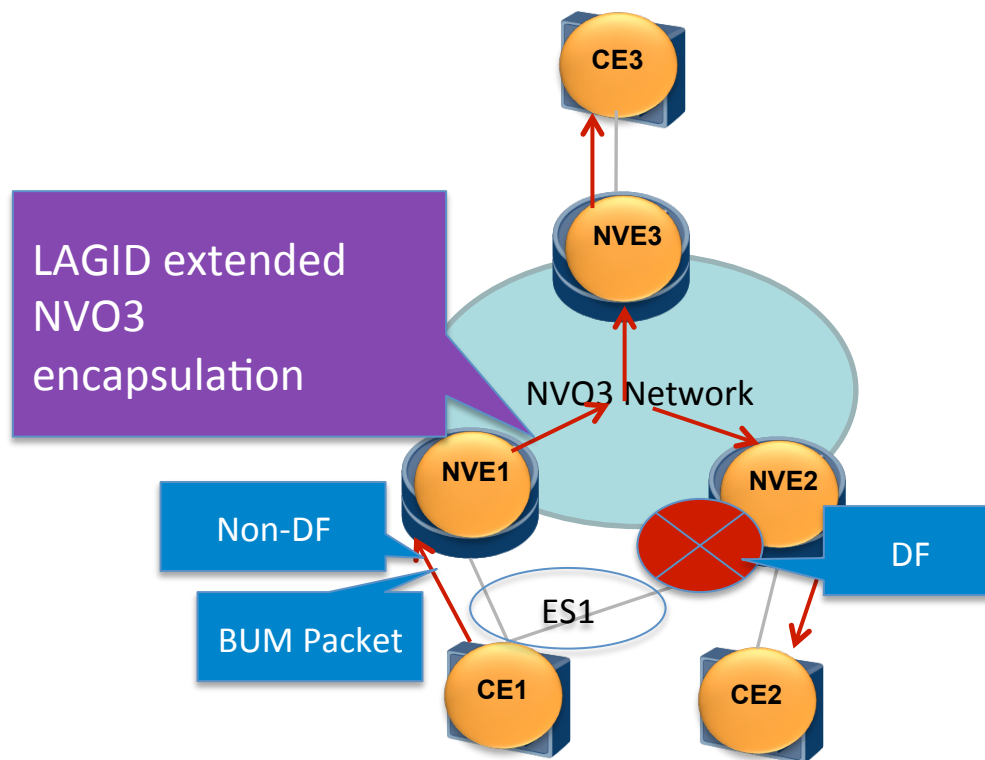 CE3
LAGID extended
NVO3
encapsulation
NVE3
NVO3 Network
NVE1
NVE2
Non-DF
DF
BUM Packet
ES1
CE1
CE2